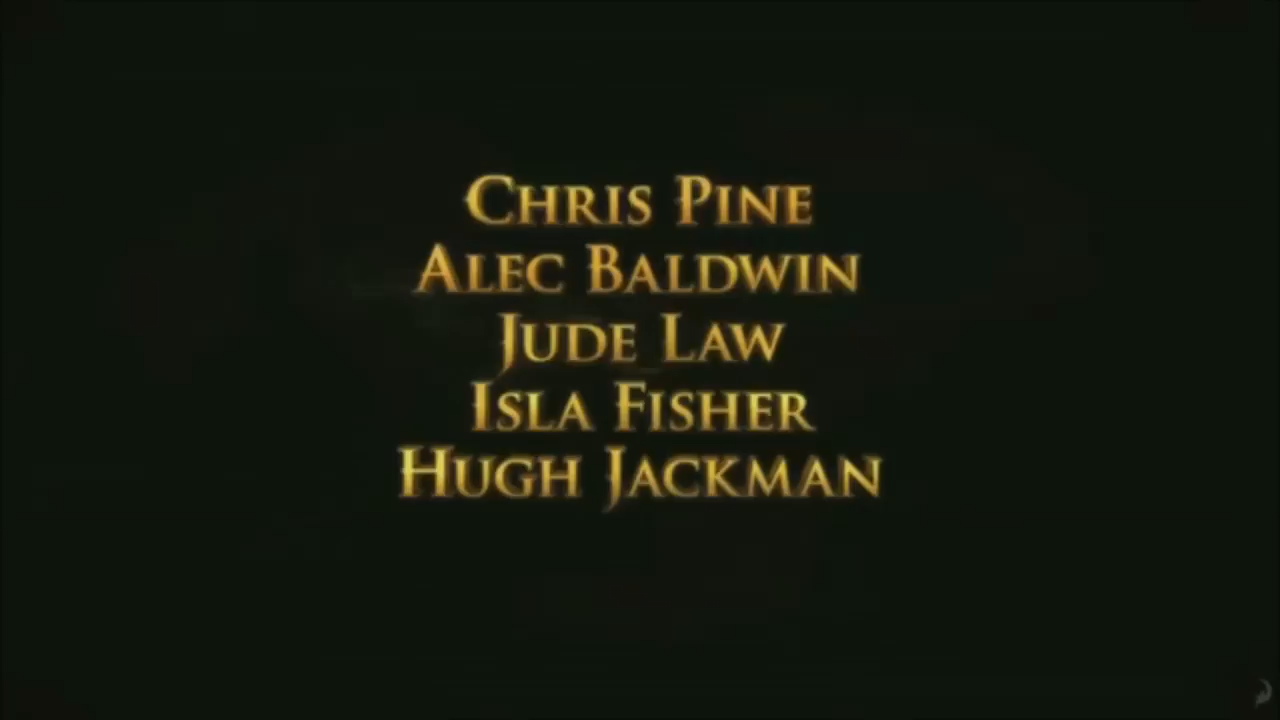 Chris Pine
Alec Baldwin
Jude Law
Isla Fisher
Hugh Jackman